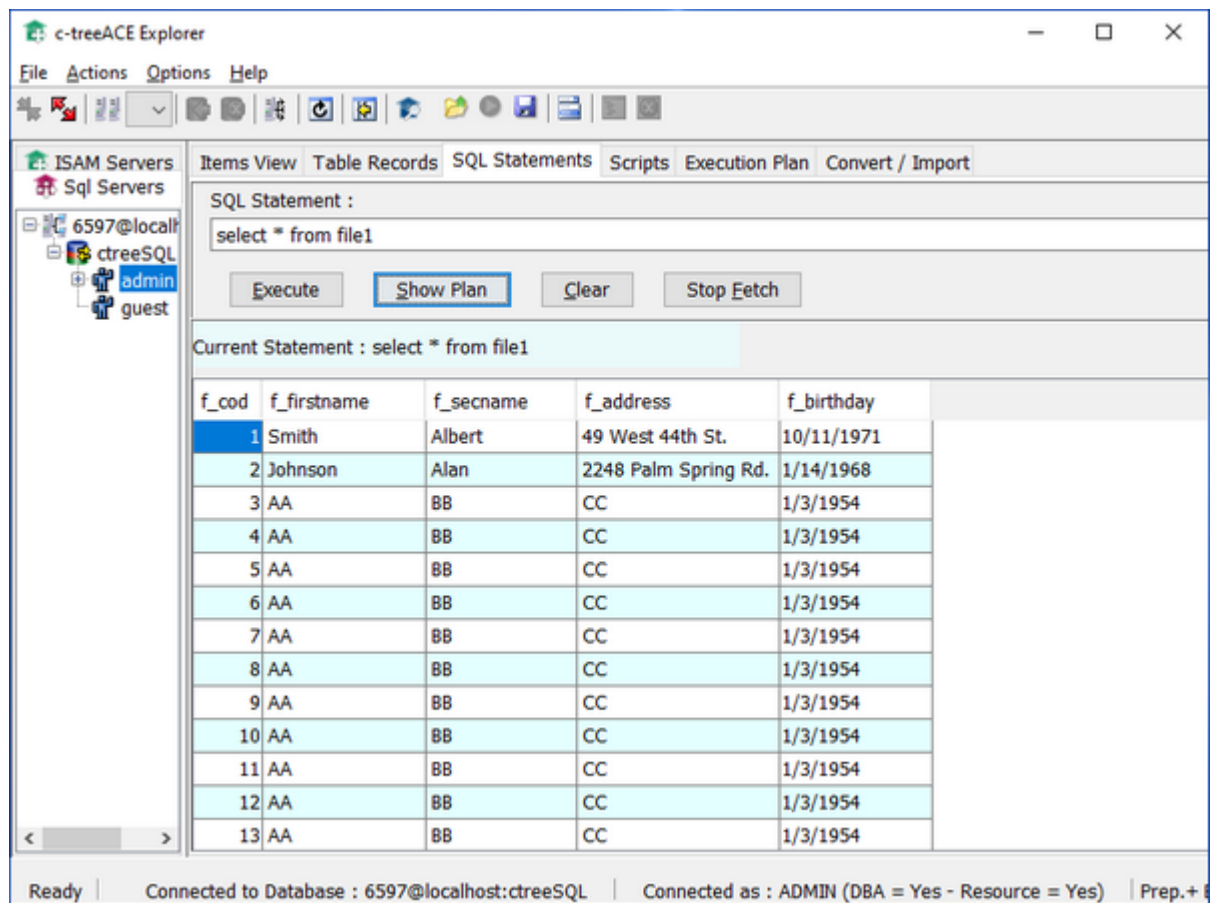 c-treeACE Explorer
File Actions Options Help
ISAM Servers
Sql Servers
6597@localh
ctreeSQL
admin
guest
Items View Table Records SQL Statements Scripts Execution Plan Convert / Import
SQL Statement :
select * from file1
Execute Show Plan Clear Stop Fetch
Current Statement : select * from file1
f_cod f_firstname f_secname f_address f_birthday
1 Smith Albert 49 West 44th St. 10/11/1971
2 Johnson Alan 2248 Palm Spring Rd. 1/14/1968
3 AA BB CC 1/3/1954
4 AA BB CC 1/3/1954
5 AA BB CC 1/3/1954
6 AA BB CC 1/3/1954
7 AA BB CC 1/3/1954
8 AA BB CC 1/3/1954
9 AA BB CC 1/3/1954
10 AA BB CC 1/3/1954
11 AA BB CC 1/3/1954
12 AA BB CC 1/3/1954
13 AA BB CC 1/3/1954
Ready Connected to Database : 6597@localhost:ctreeSQL Connected as : ADMIN (DBA = Yes - Resource = Yes) Prep.+